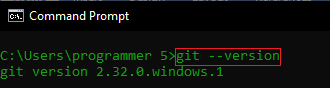 Command Prompt
C:\Users\programmer 5>git --version
git version 2.32.0.windows.1